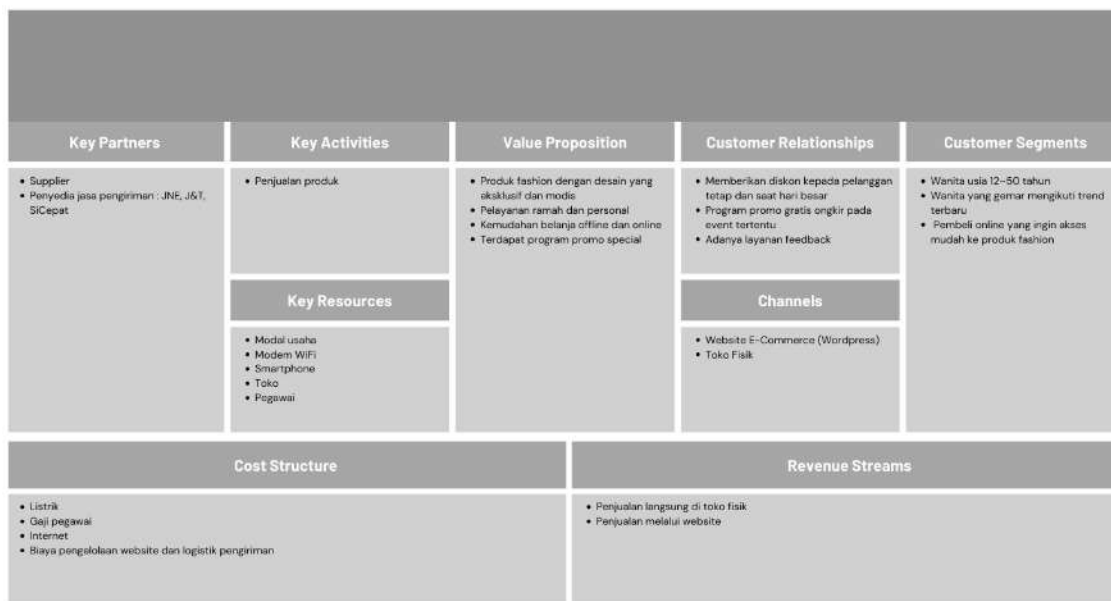 Key Partners
• Supplier
• Penyedia jasa pengiriman : JNE, J&T,
SiCepat
Key Activities
• Penjualan produk
Key Resources
• Modal usaha
• Modem WiFi
• Smartphone
• Toko
• Pegawai
Value Proposition
• Produk fashion dengan desain yang
eksklusif dan modis
• Pelayanan ramah dan personal
• Kemudahan belanja offline dan online
• Terdapat program promo special
Customer Relationships
• Memberikan diskon kepada pelanggan
tetap dan saat hari besar
• Program promo gratis ongkir pada
event tertentu
• Adanya layanan feedback
Channels
• Website E-Commerce (Wordpress)
• Toko Fisik
Customer Segments
• Wanita usia 12–50 tahun
• Wanita yang gemar mengikuti trend
terbaru
• Pembeli online yang ingin akses
mudah ke produk fashion
Cost Structure
• Listrik
• Gaji pegawai
• Internet
• Biaya pengelolaan website dan logistik pengiriman
Revenue Streams
• Penjualan langsung di toko fisik
• Penjualan melalui website